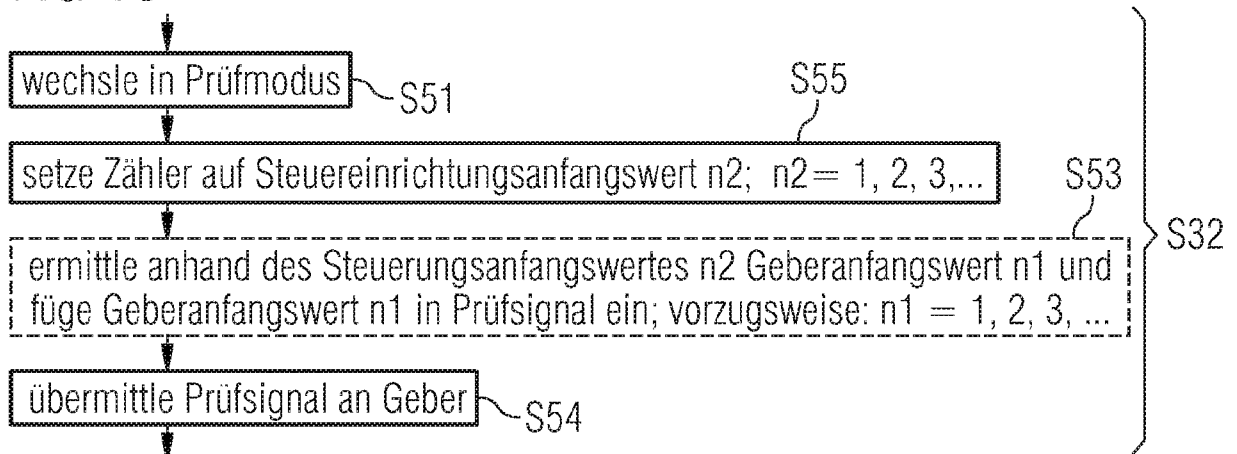 wechsle in Prüfmodus
S51
S55
setze Zähler auf Steuereinrichtungsanfangswert n2; n2 = 1, 2, 3,...
S53
ermittle anhand des Steuerungsanfangswertes n2 Geberanfangswert n1 und
füge Geberanfangswert n1 in Prüfsignal ein; vorzugsweise: n1 = 1, 2, 3, ...
S32
übermittle Prüfsignal an Geber
S54